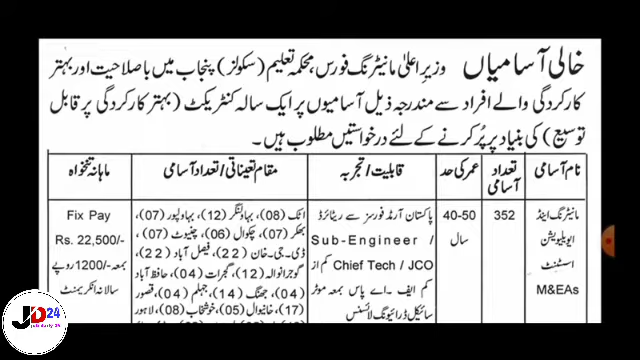 خالی آسامیاں وزیر اعلیٰ مانیٹرنگ فورس، محکمہ تعلیم (سکولز) پنجاب میں باصلاحیت اور بہتر
کارکردگی والے افراد سے مندرجہ ذیل آسامیوں پر ایک سالہ کنٹریکٹ (بہتر کارکردگی پر قابل
توسیع) کی بنیاد پر پُر کرنے کے لئے درخواستیں مطلوب ہیں۔
نام آسامی تعداد آسامی عمر کی حد قابلیت/تجربہ مقام تعیناتی/تعداد آسامی ماہانہ تنخواہ
مانیٹرنگ اینڈ 352 40-50 پاکستان آرمڈ فورسز سے ریٹائرڈ اٹک (08)، بہاولنگر (12)، بہاولپور (07)، Fix Pay
ایویلیویشن سال Sub-Engineer / بھکر (07)، چکوال (06)، چنیوٹ (07)، Rs. 22,500/-
اسسٹنٹ Chief Tech / JCO کم از ڈی۔جی۔خان (22)، فیصل آباد (22)، بمعہ -/1200 روپے
M&EAs کم ایف۔اے پاس بمعہ موٹر گوجرانوالہ (12)، گجرات (04)، حافظ آباد سالانہ انکریمنٹ
سائیکل ڈرائیونگ لائسنس (04)، جھنگ (14)، جہلم (04)، قصور
(17)، خانیوال (05)، خوشاب (08)، لاہور
JD 24
job daily 24